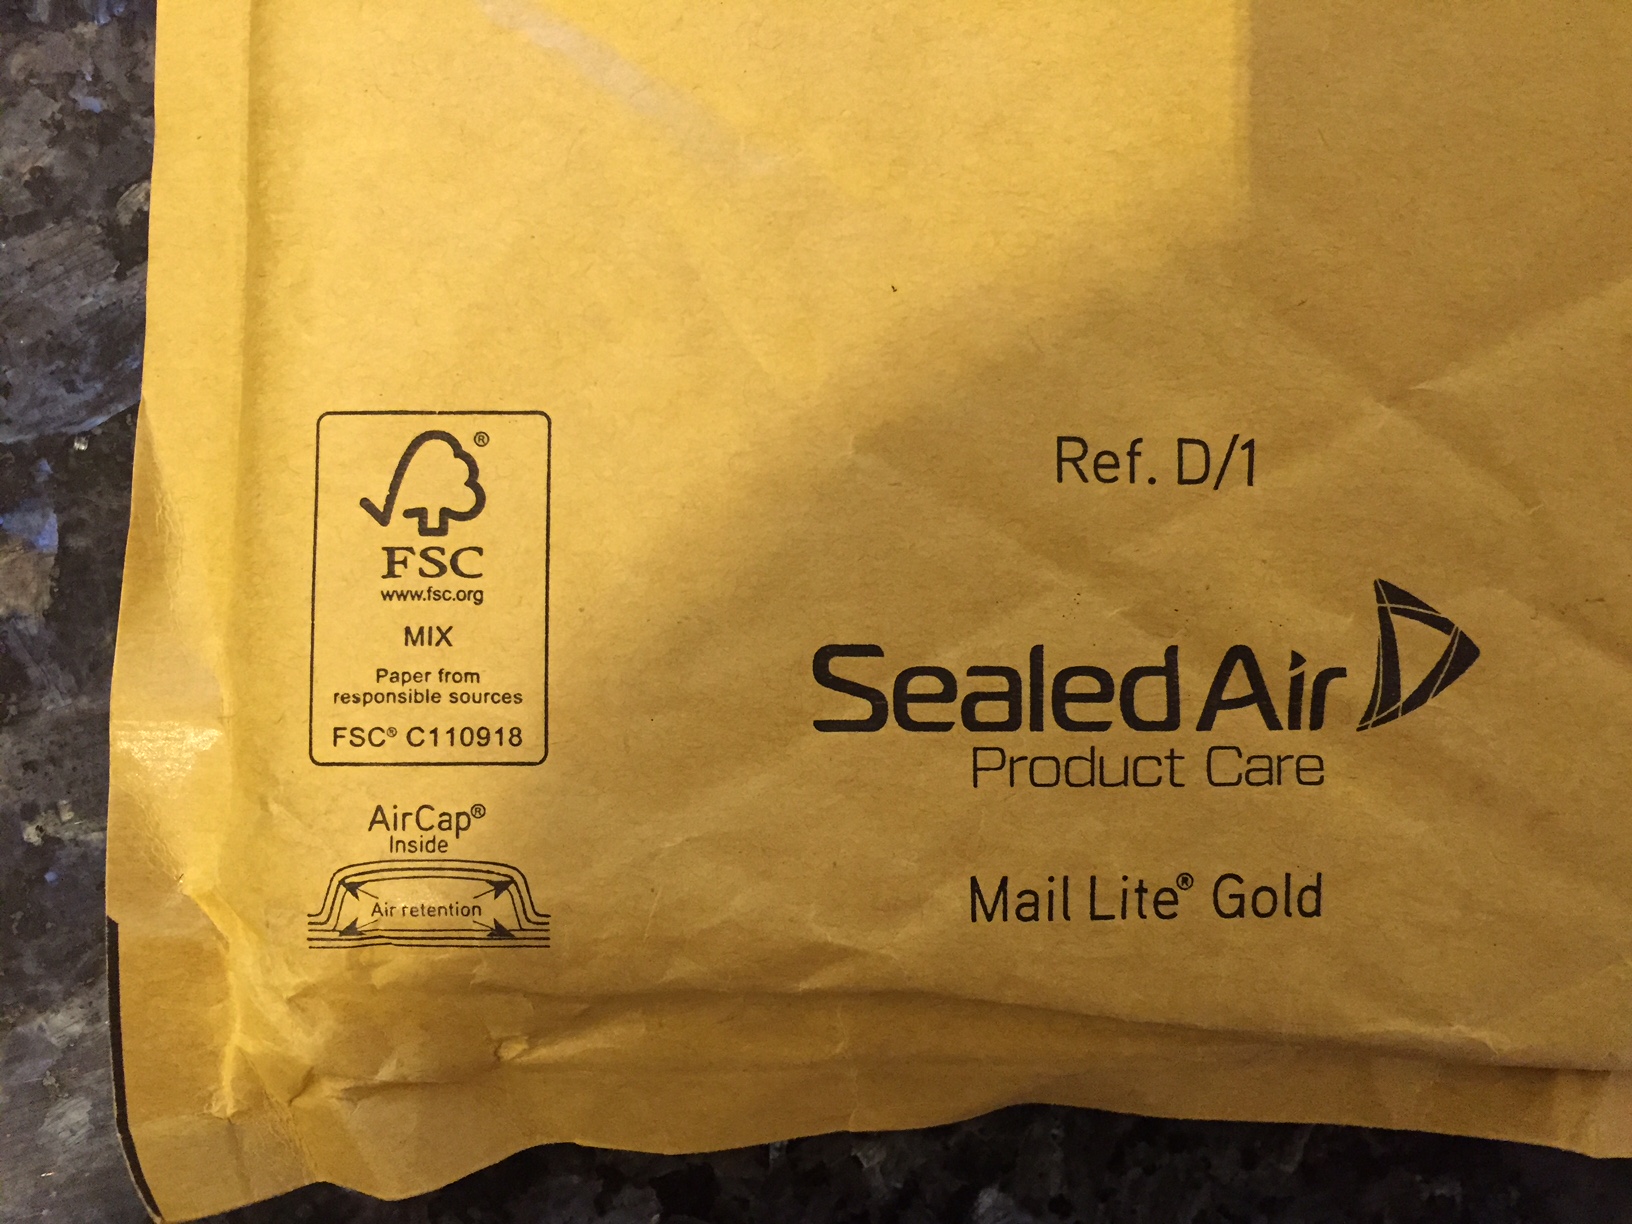 ®
FSC
www.fsc.org
MIX
Paper from
responsible sources
FSC® C110918
AirCap®
Inside
Air retention
Ref. D/1
Sealed Air
Product Care
Mail Lite® Gold